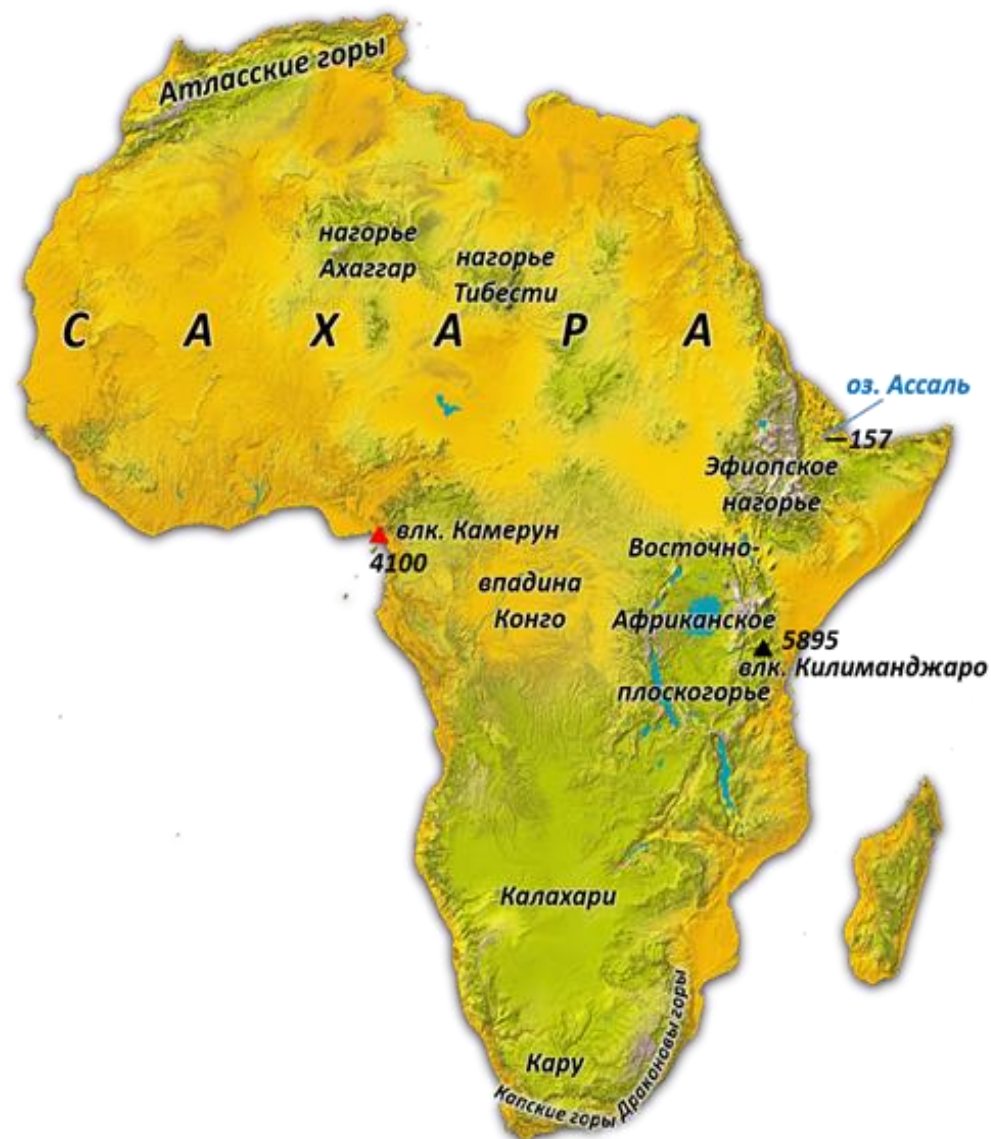 Атласские горы
нагорье
Ахаггар
нагорье
Тибести
С А Х А Р А
оз. Ассаль
—157
Эфиопское
нагорье
влк. Камерун
4100
Восточно-
впадина
Конго
Африканское
5895
влк. Килиманджаро
плоскогорье
Калахари
Кару
Капские горы
Драконовы горы